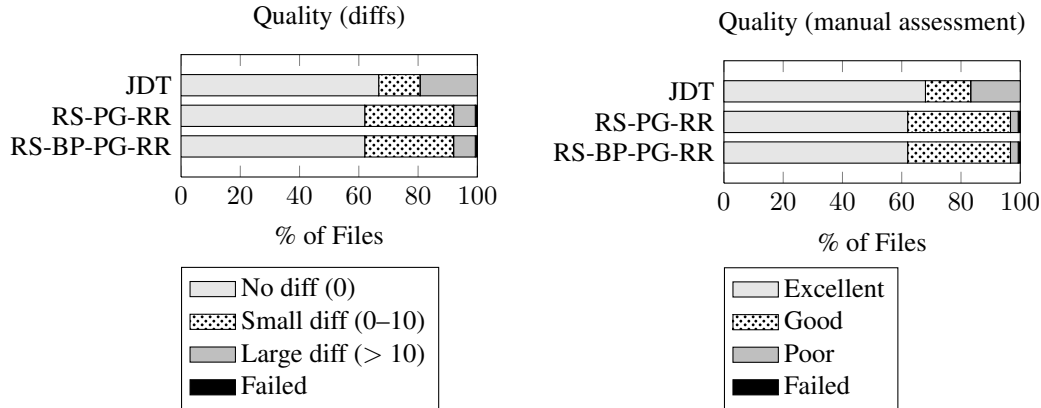 Quality (diffs)
JDT
RS-PG-RR
RS-BP-PG-RR
0 20 40 60 80 100
% of Files
No diff (0)
Small diff (0–10)
Large diff (> 10)
Failed
Quality (manual assessment)
JDT
RS-PG-RR
RS-BP-PG-RR
0 20 40 60 80 100
% of Files
Excellent
Good
Poor
Failed